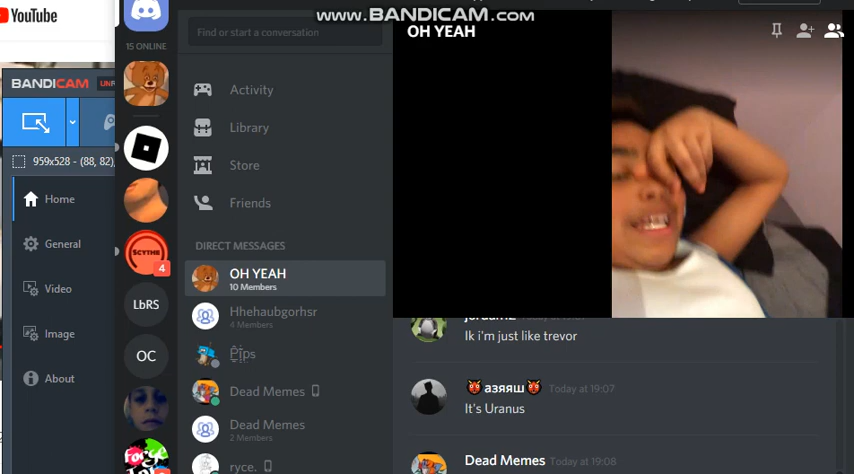 www.BANDICAM.com
YouTube
BANDICAM
959x528 - (88, 82),
Home
General
Video
Image
About
15 ONLINE
SCYTHE
4
LbRS
OC
Find or start a conversation
Activity
Library
Store
Friends
DIRECT MESSAGES
OH YEAH
10 Members
Hhehaubgorhsr
4 Members
Dead Memes
Dead Memes
2 Members
ryce.
OH YEAH
Ik i'm just like trevor
👹азяяш👹 Today at 19:07
It's Uranus
Dead Memes Today at 19:08